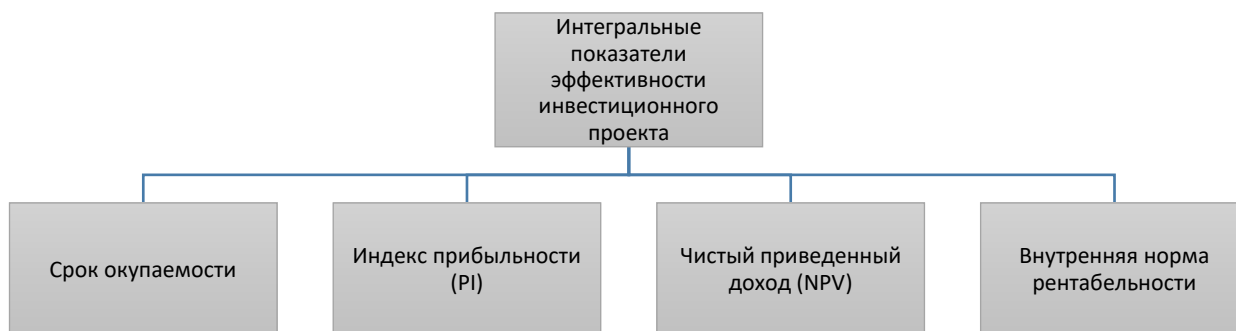 Интегральные
показатели
эффективности
инвестиционного
проекта
Срок окупаемости
Индекс прибыльности
(PI)
Чистый приведенный
доход (NPV)
Внутренняя норма
рентабельности